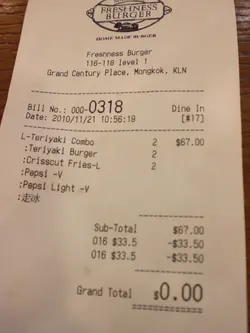 FRESHNESS
BURGER
HOME MADE BURGER
Freshness Burger
116-118 level 1
Grand Century Place, Mongkok, KLN
Bill No.: 000-0318 Dine In
Date: 2010/11/21 10:56:19 [#17]
L-Teriyaki Combo 2 $67.00
:Teriyaki Burger 2
:Crisscut Fries-L 2
:Pepsi -V
:Pepsi Light -V
:走冰
Sub-Total $67.00
016 $33.5 -$33.50
016 $33.5 -$33.50
Grand Total $0.00